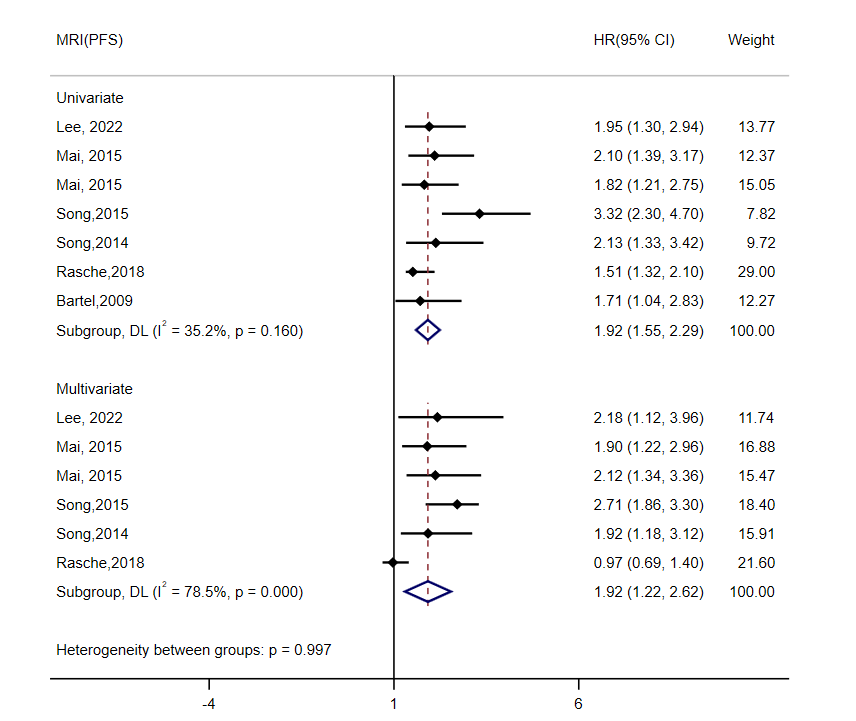 MRI(PFS) HR(95% CI) Weight
Univariate
Lee, 2022 1.95 (1.30, 2.94) 13.77
Mai, 2015 2.10 (1.39, 3.17) 12.37
Mai, 2015 1.82 (1.21, 2.75) 15.05
Song,2015 3.32 (2.30, 4.70) 7.82
Song,2014 2.13 (1.33, 3.42) 9.72
Rasche,2018 1.51 (1.32, 2.10) 29.00
Bartel,2009 1.71 (1.04, 2.83) 12.27
Subgroup, DL (I² = 35.2%, p = 0.160) 1.92 (1.55, 2.29) 100.00
Multivariate
Lee, 2022 2.18 (1.12, 3.96) 11.74
Mai, 2015 1.90 (1.22, 2.96) 16.88
Mai, 2015 2.12 (1.34, 3.36) 15.47
Song,2015 2.71 (1.86, 3.30) 18.40
Song,2014 1.92 (1.18, 3.12) 15.91
Rasche,2018 0.97 (0.69, 1.40) 21.60
Subgroup, DL (I² = 78.5%, p = 0.000) 1.92 (1.22, 2.62) 100.00
Heterogeneity between groups: p = 0.997
-4 1 6